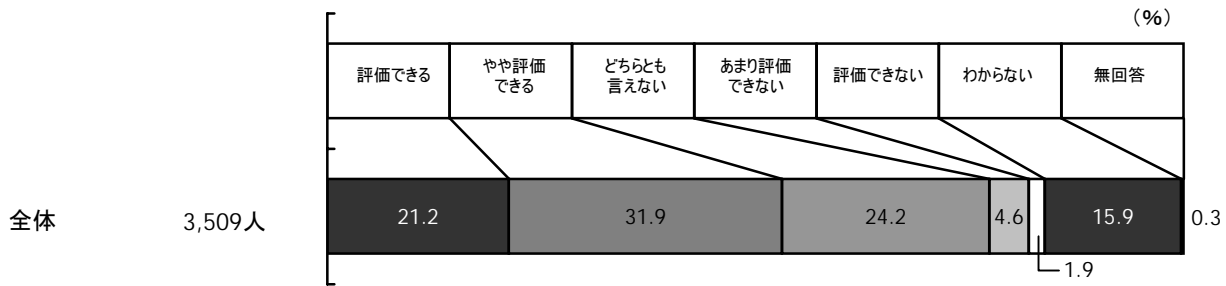 （%）
評価できる
やや評価
できる
どちらとも
言えない
あまり評価
できない
評価できない
わからない
無回答
全体
3,509人
21.2
31.9
24.2
4.6
15.9
0.3
1.9